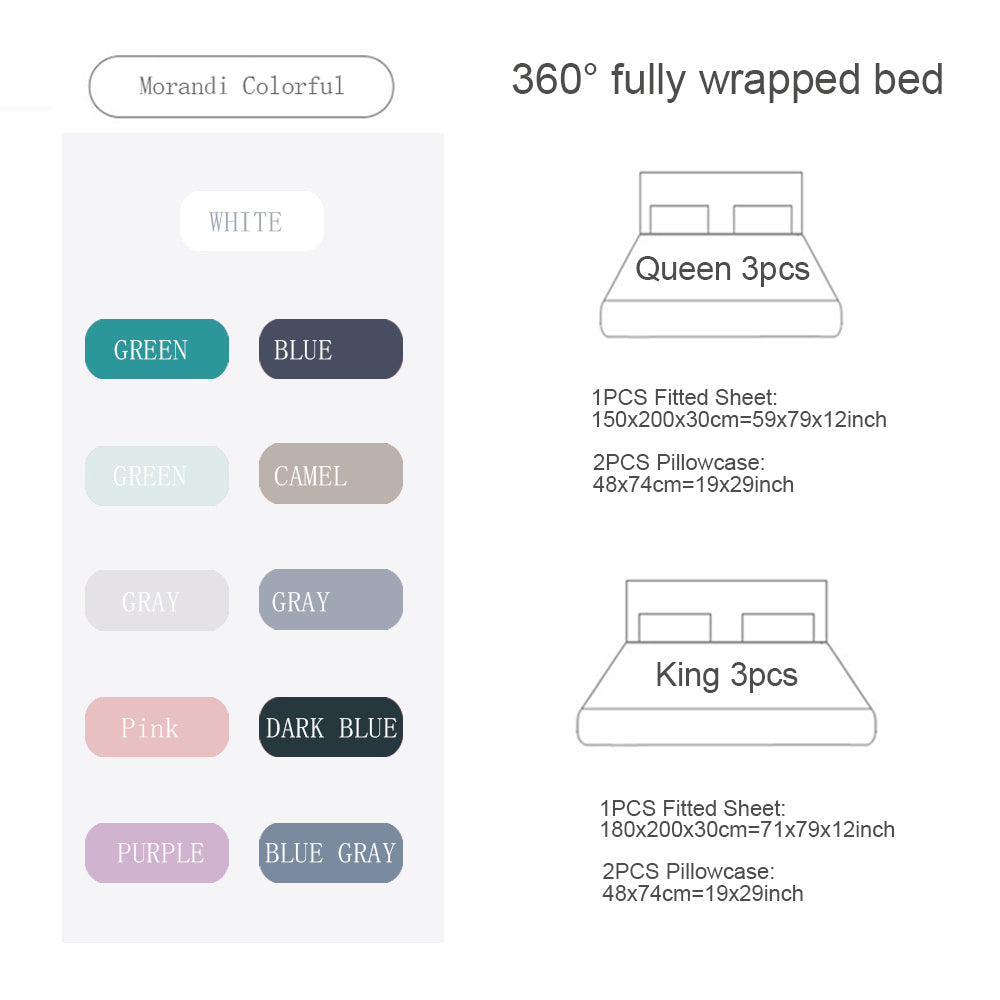 Morandi Colorful
WHITE
GREEN
BLUE
GREEN
CAMEL
GRAY
GRAY
Pink
DARK BLUE
PURPLE
BLUE GRAY
360° fully wrapped bed
Queen 3pcs
1PCS Fitted Sheet:
150x200x30cm=59x79x12inch
2PCS Pillowcase:
48x74cm=19x29inch
King 3pcs
1PCS Fitted Sheet:
180x200x30cm=71x79x12inch
2PCS Pillowcase:
48x74cm=19x29inch